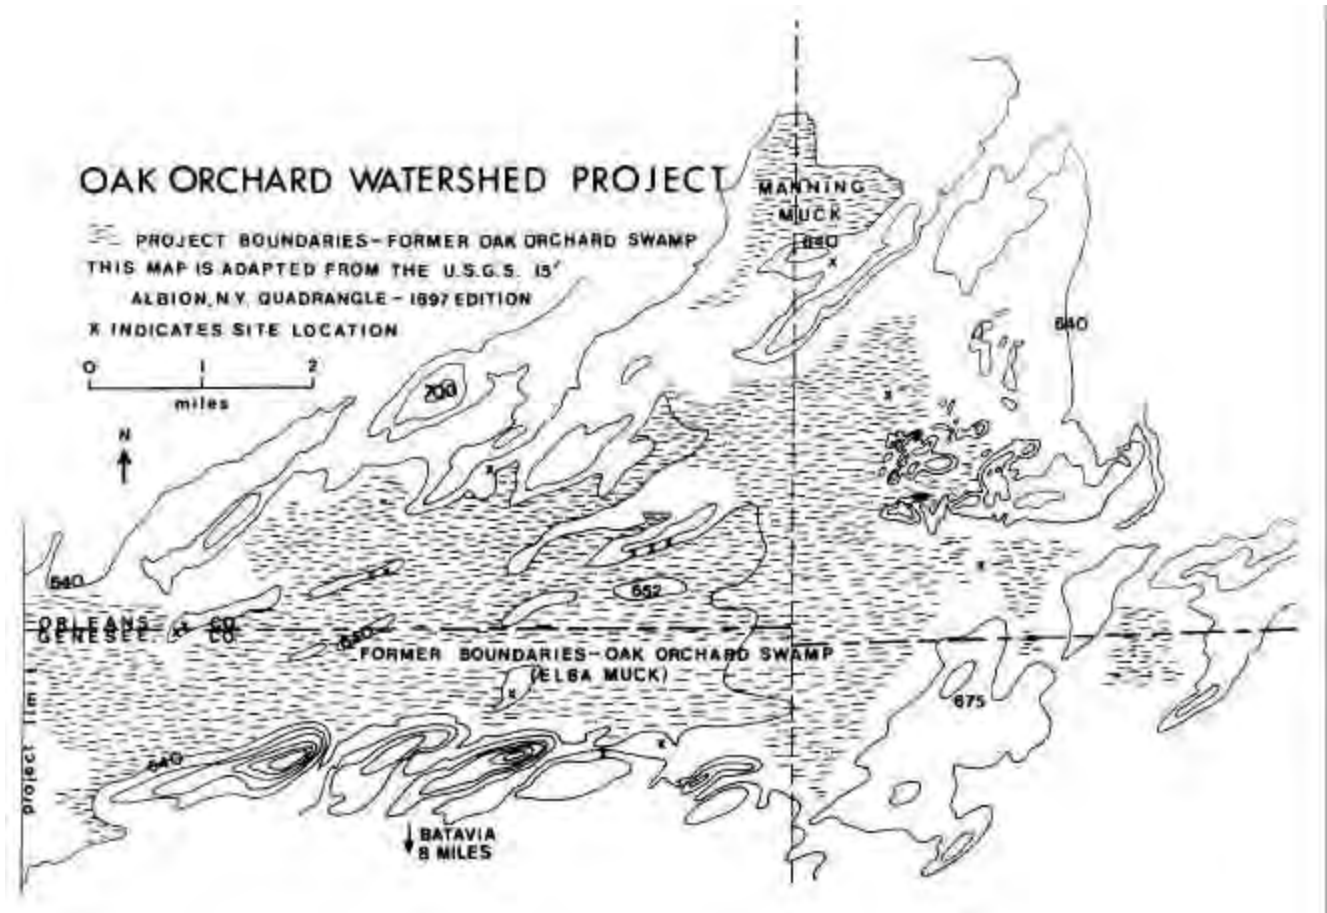 OAK ORCHARD WATERSHED PROJECT
PROJECT BOUNDARIES-FORMER OAK ORCHARD SWAMP
THIS MAP IS ADAPTED FROM THE U.S.G.S. 15'
ALBION, N.Y. QUADRANGLE - 1897 EDITION
X INDICATES SITE LOCATION
0 1 2
miles
N
MANNING
MUCK
640
640
700
640
ORLEANS CO.
GENESEE. CO.
652
640
FORMER BOUNDARIES-OAK ORCHARD SWAMP
(ELBA MUCK)
675
640
project limit
BATAVIA
8 MILES